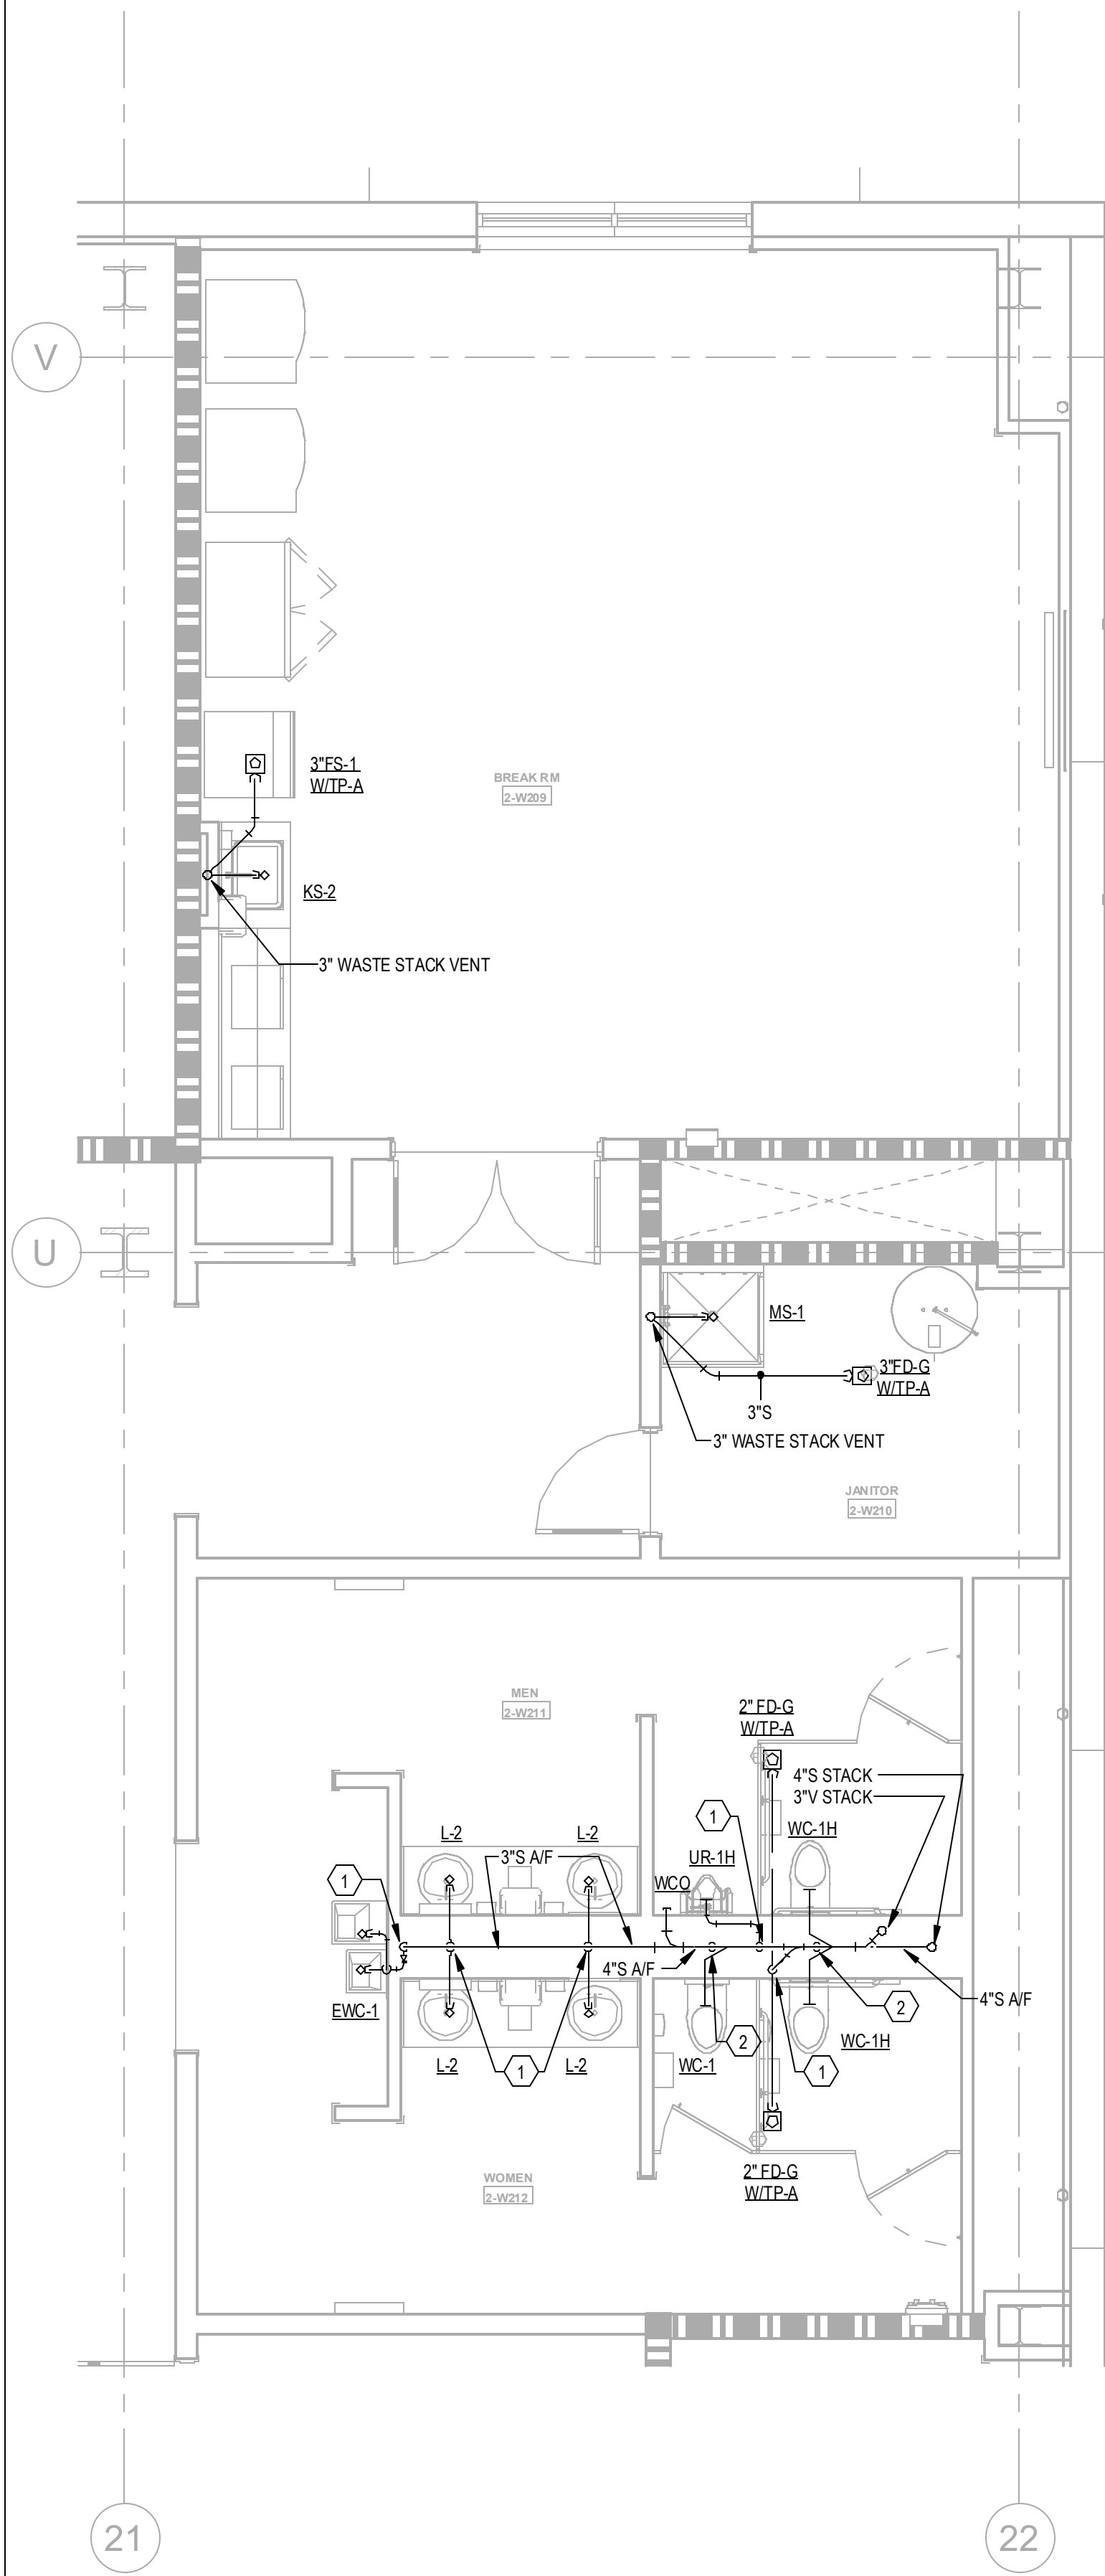 V
3"FS-1
W/TP-A
BREAK RM
2-W209
KS-2
3" WASTE STACK VENT
U
MS-1
3"FD-G
W/TP-A
3"S
3" WASTE STACK VENT
JANITOR
2-W210
MEN
2-W211
2" FD-G
W/TP-A
4"S STACK
3"V STACK
1
WC-1H
L-2
L-2
3"S A/F
UR-1H
WCO
1
4"S A/F
4"S A/F
EWC-1
2
2
WC-1H
L-2
1
L-2
WC-1
1
2" FD-G
W/TP-A
WOMEN
2-W212
21
22